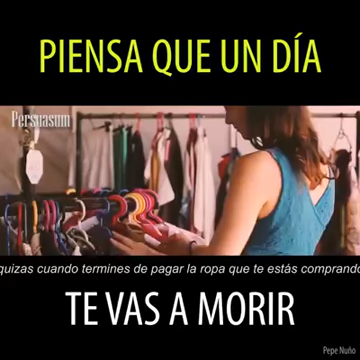 PIENSA QUE UN DÍA
Persuasum
quizas cuando termines de pagar la ropa que te estás comprando
TE VAS A MORIR
Pepe Nuño